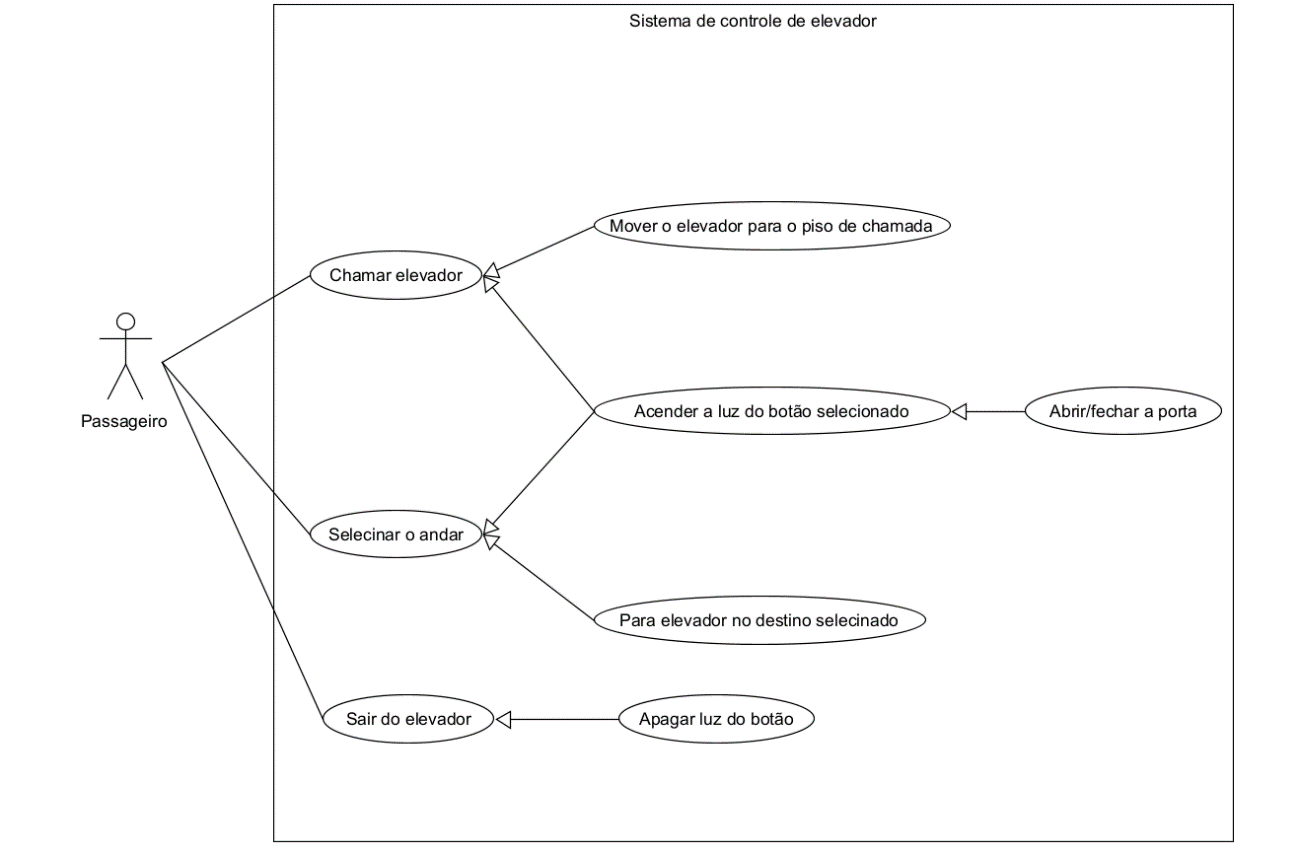 Sistema de controle de elevador
Mover o elevador para o piso de chamada
Chamar elevador
Passageiro
Acender a luz do botão selecionado
Abrir/fechar a porta
Selecinar o andar
Para elevador no destino selecinado
Sair do elevador
Apagar luz do botão